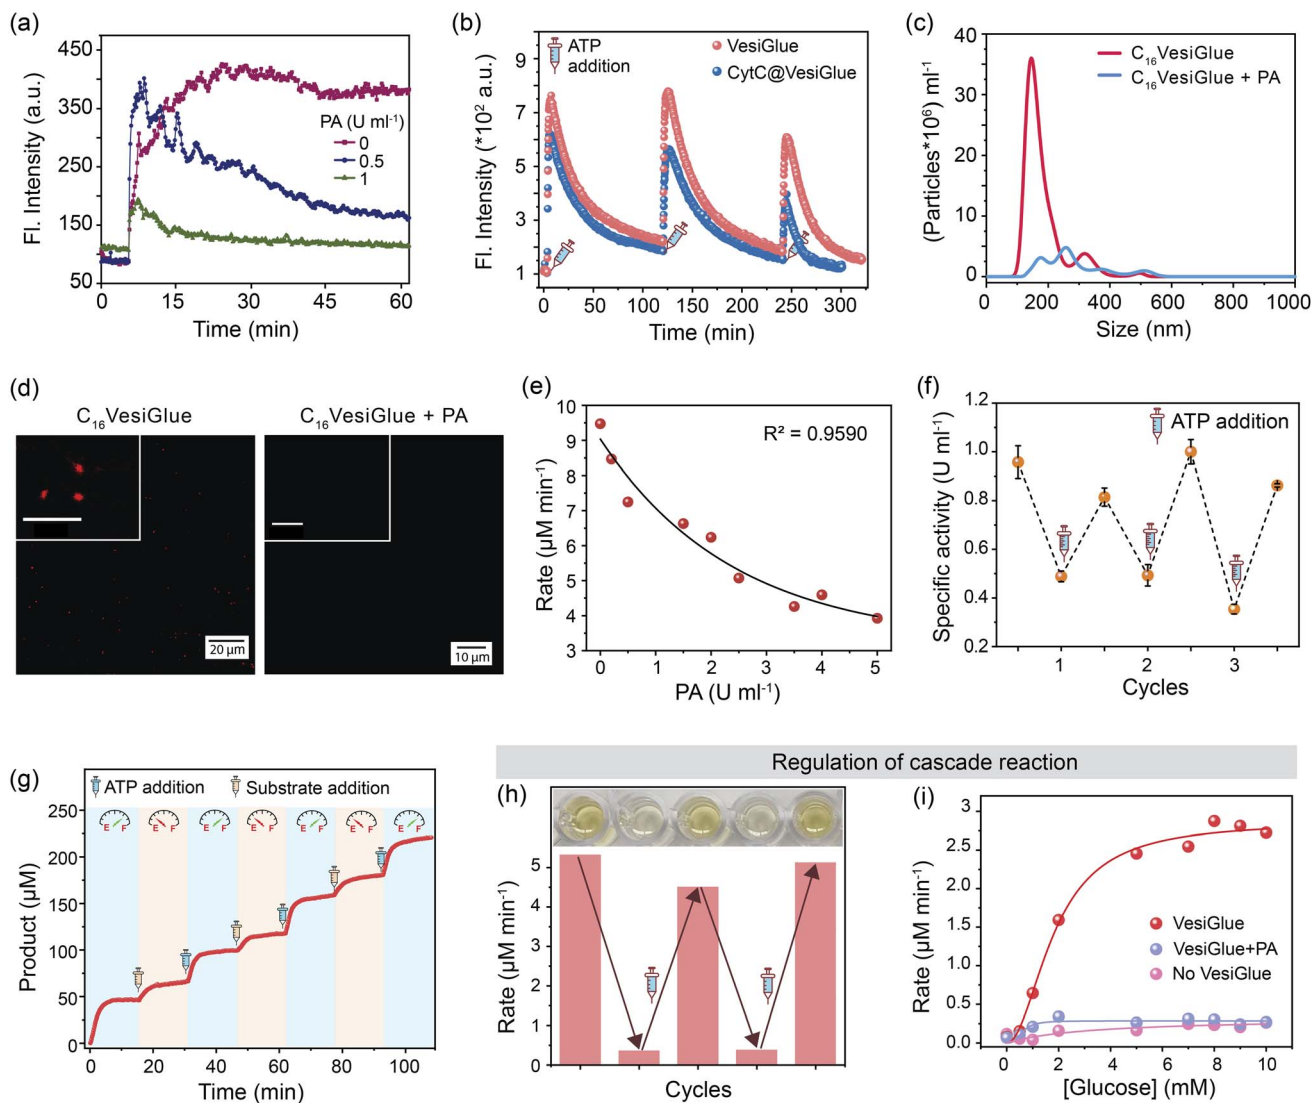 (a)
450
350
250
150
50
Fl. Intensity (a.u.)
PA (U ml⁻¹)
0
0.5
1
0 15 30 45 60
Time (min)
(b)
9
7
5
3
1
Fl. Intensity (*10² a.u.)
ATP
addition
VesiGlue
CytC@VesiGlue
0 50 100 150 200 250 300
Time (min)
(c)
40
30
20
10
0
(Particles*10⁶) ml⁻¹
C₁₆VesiGlue
C₁₆VesiGlue + PA
0 200 400 600 800 1000
Size (nm)
(d)
C₁₆VesiGlue
C₁₆VesiGlue + PA
20 µm
10 µm
(e)
10
9
8
7
6
5
4
3
Rate (µM min⁻¹)
R² = 0.9590
0 1 2 3 4 5
PA (U ml⁻¹)
(f)
1.2
1.0
0.8
0.6
0.4
0.2
Specific activity (U ml⁻¹)
ATP addition
1 2 3
Cycles
(g)
ATP addition
Substrate addition
250
200
150
100
50
0
Product (µM)
E F E F E F E F E F E F E F
0 20 40 60 80 100
Time (min)
Regulation of cascade reaction
(h)
5
4
3
2
1
0
Rate (µM min⁻¹)
Cycles
(i)
3
2.5
2
1.5
1
0.5
0.0
Rate (µM min⁻¹)
VesiGlue
VesiGlue+PA
No VesiGlue
0 2 4 6 8 10
[Glucose] (mM)